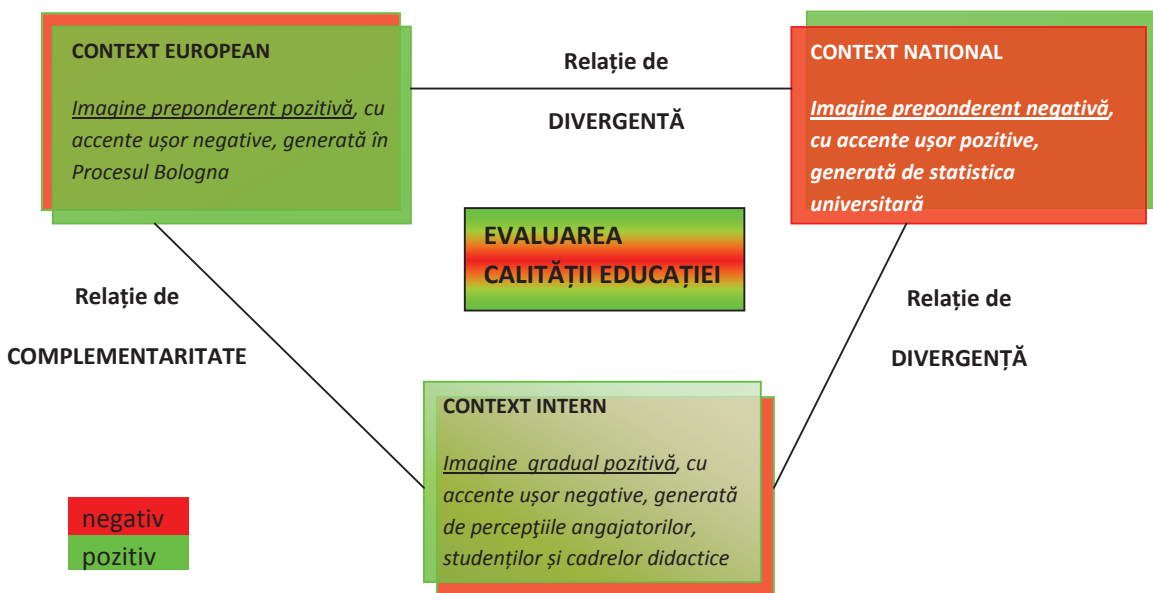 CONTEXT EUROPEAN
Imagine preponderent pozitivă, cu
accente ușor negative, generată în
Procesul Bologna
Relație de
DIVERGENTĂ
CONTEXT NATIONAL
Imagine preponderent negativă,
cu accente ușor pozitive,
generată de statistica
universitară
EVALUAREA
CALITĂȚII EDUCAȚIEI
Relație de
COMPLEMENTARITATE
Relație de
DIVERGENȚĂ
CONTEXT INTERN
Imagine gradual pozitivă, cu
accente ușor negative, generată
de percepţiile angajatorilor,
studenților și cadrelor didactice
negativ
pozitiv